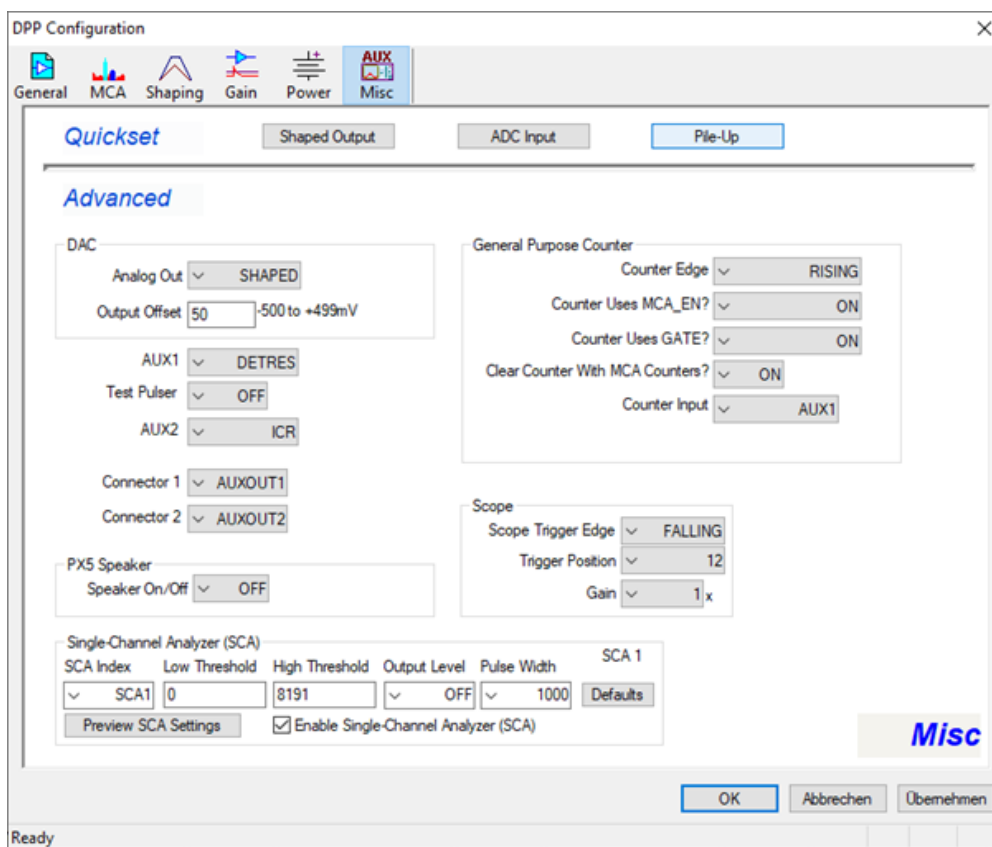 DPP Configuration
General MCA Shaping Gain Power AUX Misc
Quickset Shaped Output ADC Input Pile-Up
Advanced
DAC
Analog Out SHAPED
Output Offset 50 -500 to +499mV
AUX1 DETRES
Test Pulser OFF
AUX2 ICR
Connector 1 AUXOUT1
Connector 2 AUXOUT2
PX5 Speaker
Speaker On/Off OFF
General Purpose Counter
Counter Edge RISING
Counter Uses MCA_EN? ON
Counter Uses GATE? ON
Clear Counter With MCA Counters? ON
Counter Input AUX1
Scope
Scope Trigger Edge FALLING
Trigger Position 12
Gain 1 x
Single-Channel Analyzer (SCA)
SCA Index Low Threshold High Threshold Output Level Pulse Width SCA 1
SCA1 0 8191 OFF 1000 Defaults
Preview SCA Settings Enable Single-Channel Analyzer (SCA)
Misc
OK Abbrechen Übernehmen
Ready